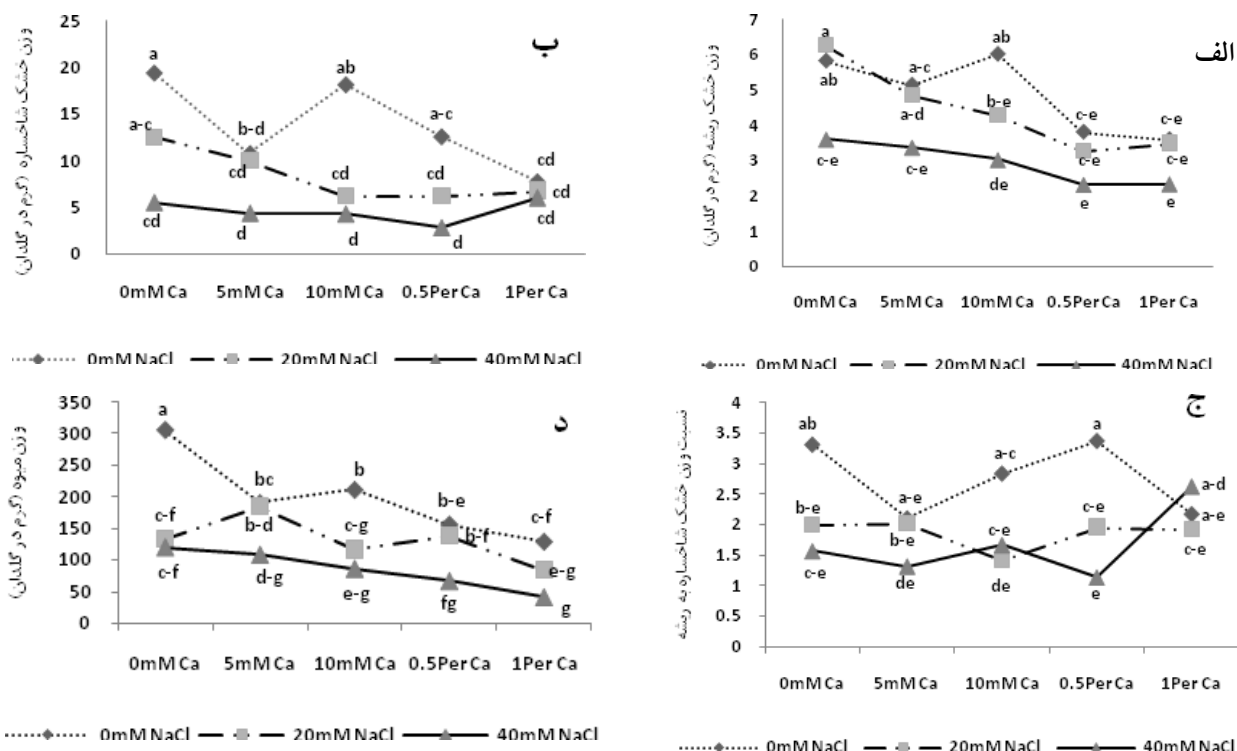 الف
وزن خشک ریشه (گرم در گلدان)
7
6
5
4
3
2
1
0
a
ab
a-c
a-d
ab
b-e
c-e
c-e
c-e
c-e
c-e
c-e
de
e
e
0mM Ca 5mM Ca 10mM Ca 0.5Per Ca 1Per Ca
0mM NaCl 20mM NaCl 40mM NaCl
ب
وزن خشک شاخساره (گرم در گلدان)
25
20
15
10
5
0
a
a-c
b-d
ab
a-c
cd
cd
cd
cd
cd
cd
d
d
d
cd
0mM Ca 5mM Ca 10mM Ca 0.5Per Ca 1Per Ca
0mM NaCl 20mM NaCl 40mM NaCl
ج
نسبت وزن خشک شاخساره به ریشه
4
3.5
3
2.5
2
1.5
1
0.5
0
ab
a-e
a-c
a
a-d
a-e
b-e
b-e
c-e
c-e
c-e
c-e
de
de
e
0mM Ca 5mM Ca 10mM Ca 0.5Per Ca 1Per Ca
0mM NaCl 20mM NaCl 40mM NaCl
د
وزن میوه (گرم در گلدان)
350
300
250
200
150
100
50
0
a
bc
b
b-e
c-f
c-f
b-d
c-g
b-f
e-g
c-f
d-g
e-g
fg
g
0mM Ca 5mM Ca 10mM Ca 0.5Per Ca 1Per Ca
0mM NaCl 20mM NaCl 40mM NaCl